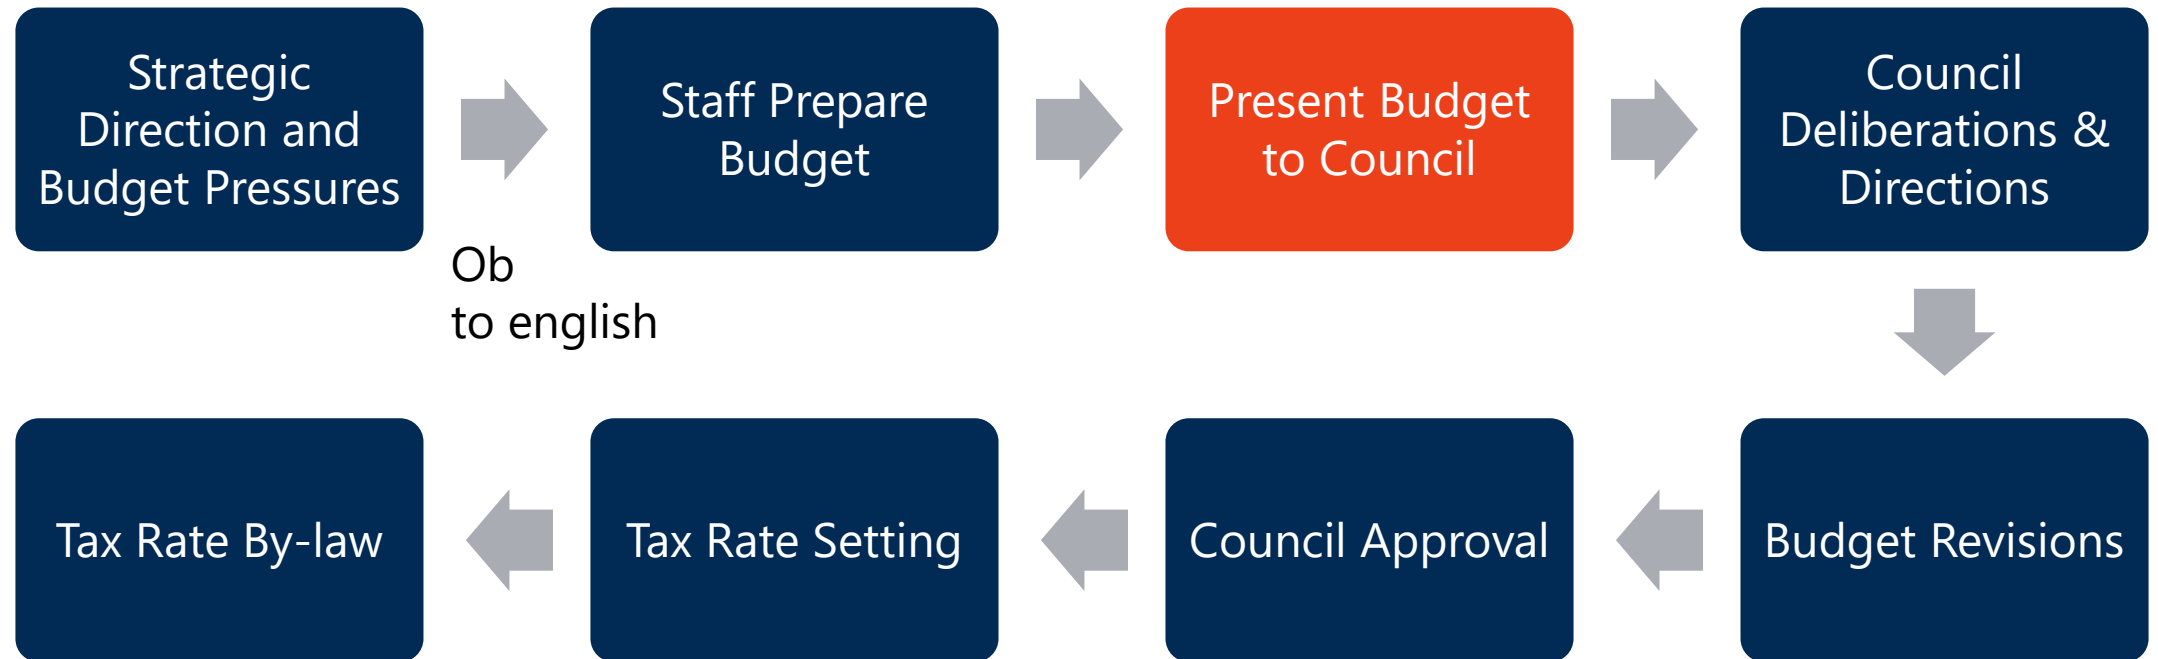 Strategic
Direction and
Budget Pressures
Staff Prepare
Budget
Present Budget
to Council
Council
Deliberations &
Directions
Ob
to english
Budget Revisions
Council Approval
Tax Rate Setting
Tax Rate By-law